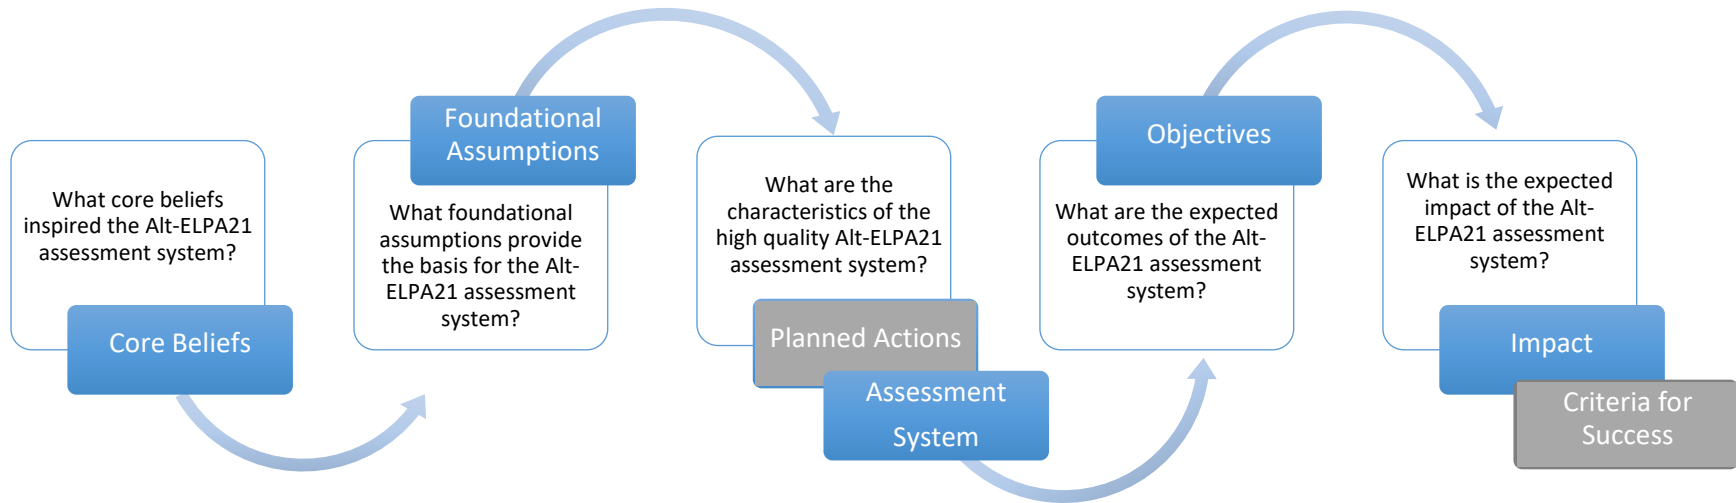 What core beliefs
inspired the Alt-ELPA21
assessment system?
Core Beliefs
Foundational
Assumptions
What foundational
assumptions provide
the basis for the Alt-
ELPA21 assessment
system?
What are the
characteristics of the
high quality Alt-ELPA21
assessment system?
Planned Actions
Assessment
System
Objectives
What are the expected
outcomes of the Alt-
ELPA21 assessment
system?
What is the expected
impact of the Alt-
ELPA21 assessment
system?
Impact
Criteria for
Success